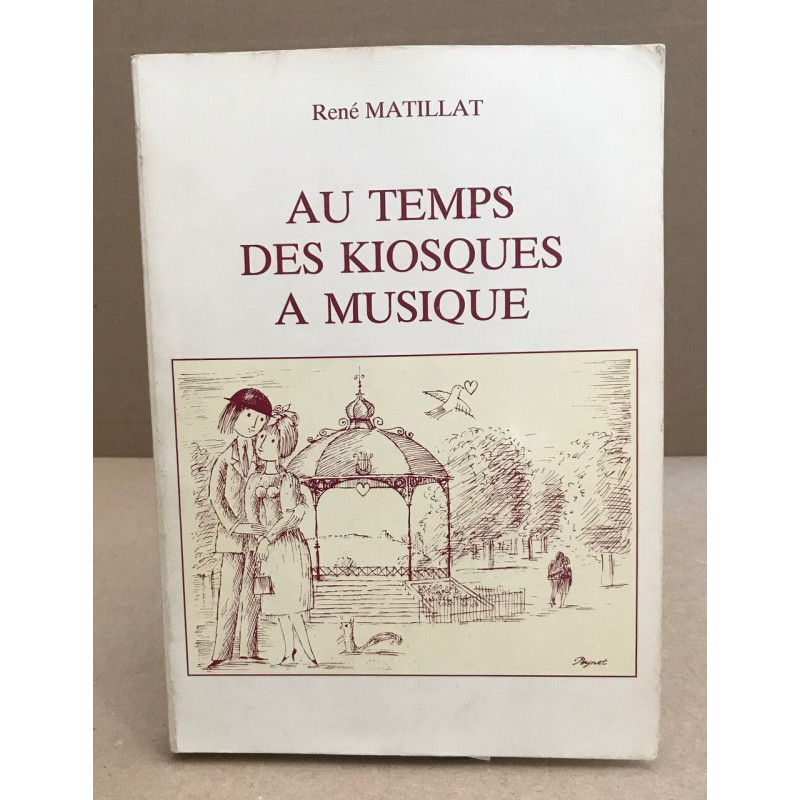 René MATILLAT
AU TEMPS
DES KIOSQUES
A MUSIQUE
Peynet